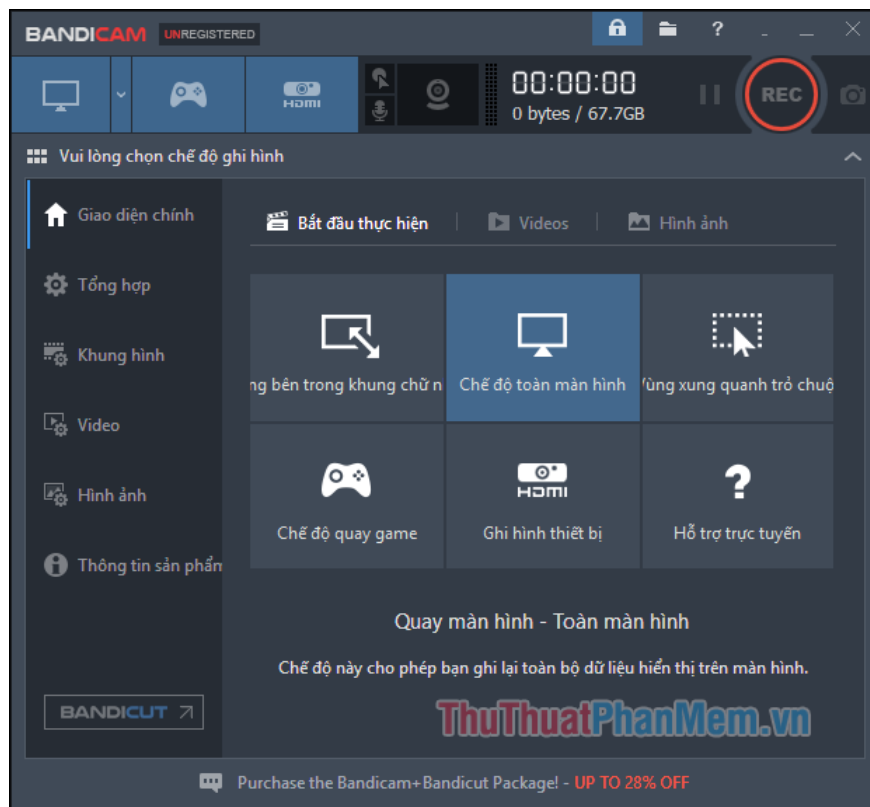 BANDICAM UNREGISTERED ?
HDMI 00:00:00 REC
0 bytes / 67.7GB
Vui lòng chọn chế độ ghi hình
Giao diện chính
Tổng hợp
Khung hình
Video
Hình ảnh
Thông tin sản phẩm
BANDICUT
Bắt đầu thực hiện | Videos | Hình ảnh
ng bên trong khung chữ n
Chế độ toàn màn hình
Vùng xung quanh trỏ chuộ
Chế độ quay game
HDMI
Ghi hình thiết bị
?
Hỗ trợ trực tuyến
Quay màn hình - Toàn màn hình
Chế độ này cho phép bạn ghi lại toàn bộ dữ liệu hiển thị trên màn hình.
ThuThuatPhanMem.vn
Purchase the Bandicam+Bandicut Package! - UP TO 28% OFF